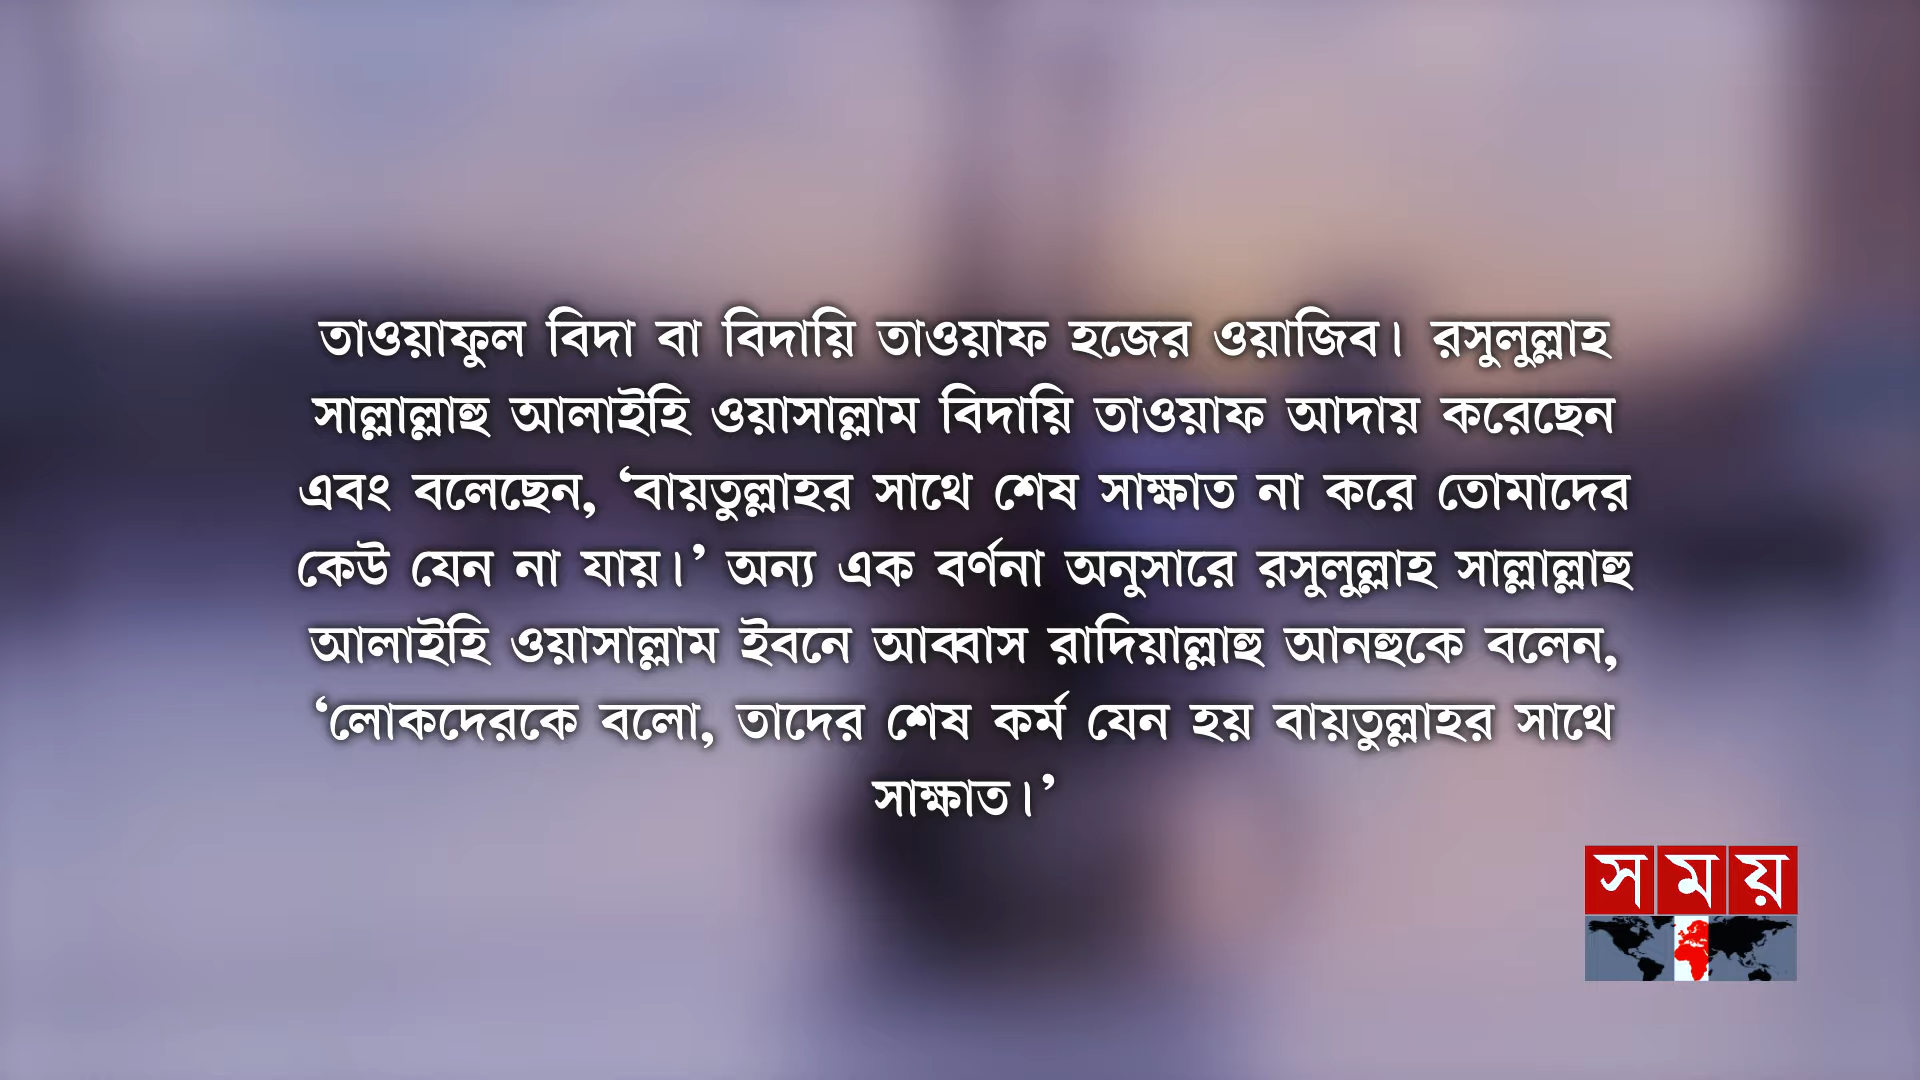 তাওয়াফুল বিদা বা বিদায়ি তাওয়াফ হজের ওয়াজিব। রসুলুল্লাহ
সাল্লাল্লাহু আলাইহি ওয়াসাল্লাম বিদায়ি তাওয়াফ আদায় করেছেন
এবং বলেছেন, ‘বায়তুল্লাহর সাথে শেষ সাক্ষাত না করে তোমাদের
কেউ যেন না যায়।’ অন্য এক বর্ণনা অনুসারে রসুলুল্লাহ সাল্লাল্লাহু
আলাইহি ওয়াসাল্লাম ইবনে আব্বাস রাদিয়াল্লাহু আনহুকে বলেন,
‘লোকদেরকে বলো, তাদের শেষ কর্ম যেন হয় বায়তুল্লাহর সাথে
সাক্ষাত।’
সময়